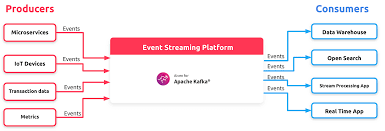 Producers
Consumers
Microservices
Events
IoT Devices
Events
Transaction data
Events
Metrics
Events
Event Streaming Platform
Apache Kafka®
Events
Data Warehouse
Events
Open Search
Events
Stream Processing App
Events
Real Time App